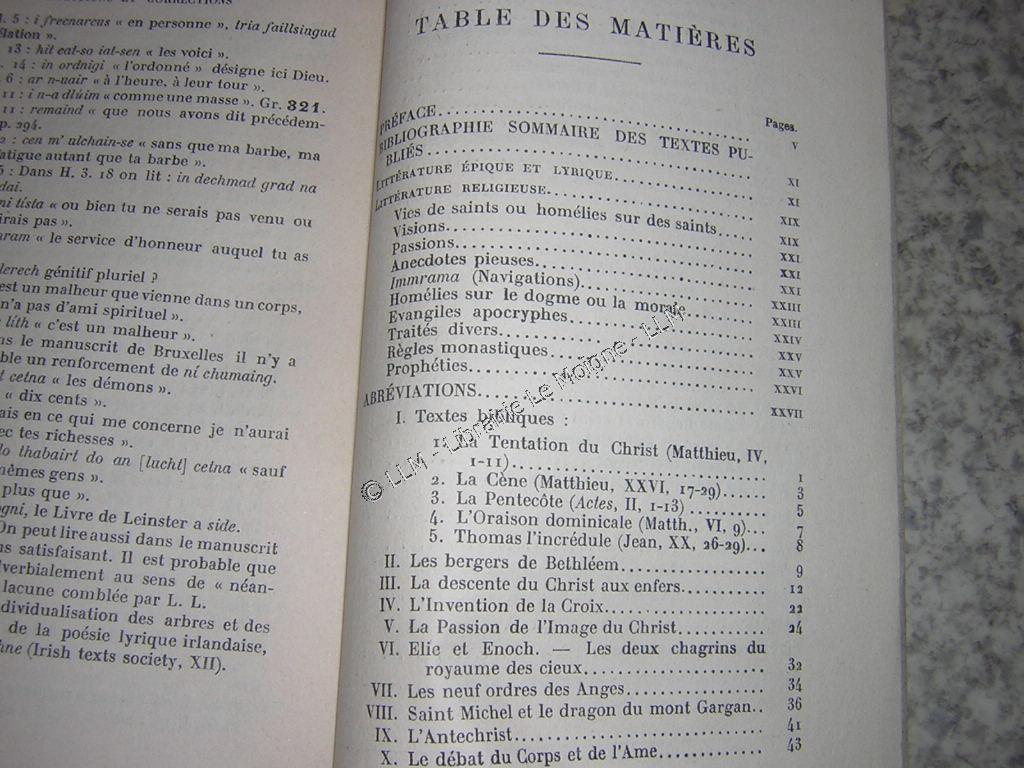 I. 5 : i frecnarcus « en personne », tria faillsingud
élation ».
13 : hit eat-so iat-sen « les voici ».
14 : in ordnigi « l'ordonné » désigne ici Dieu.
6 : ar n-uair « à l'heure, à leur tour ».
11 : i n-a dlúim « comme une masse ». Gr. 321.
11 : remaind « que nous avons dit précédem-
p. 294.
2 : cen m' ulchain-se « sans que ma barbe, ma
fatigue autant que ta barbe ».
5 : Dans H. 3. 18 on lit : in dechmad grad na
dai.
ni tista « ou bien tu ne serais pas venu ou
irais pas ».
aram « le service d'honneur auquel tu as
lerech génitif pluriel ?
est un malheur que vienne dans un corps,
n'a pas d'ami spirituel ».
lith « c'est un malheur ».
ns le manuscrit de Bruxelles il n'y a
ble un renforcement de ní chumaing.
t cetna « les démons ».
« dix cents ».
ais en ce qui me concerne je n'aurai
ec tes richesses ».
lo thabairt do an [lucht] cetna « sauf
mêmes gens ».
plus que ».
ogni, le Livre de Leinster a side.
On peut lire aussi dans le manuscrit
us satisfaisant. Il est probable que
dverbialement au sens de « néan-
lacune comblée par L. L.
dividualisation des arbres et des
de la poésie lyrique irlandaise,
hne (Irish texts society, XII).
TABLE DES MATIÈRES
Pages.
PRÉFACE.................... V
BIBLIOGRAPHIE SOMMAIRE DES TEXTES PU-
BLIÉS.................... XI
LITTÉRATURE ÉPIQUE ET LYRIQUE.................... XI
LITTÉRATURE RELIGIEUSE.................... XIX
Vies de saints ou homélies sur des saints..... XIX
Visions.................... XXI
Passions.................... XXI
Anecdotes pieuses.................... XXI
Immrama (Navigations).................... XXIII
Homélies sur le dogme ou la morale.......... XXIII
Evangiles apocryphes.................... XXIV
Traités divers.................... XXV
Règles monastiques.................... XXV
Prophéties.................... XXVI
ABRÉVIATIONS.................... XXVII
I. Textes bibliques :
1. La Tentation du Christ (Matthieu, IV,
1-11).................... 1
2. La Cène (Matthieu, XXVI, 17-29)...... 3
3. La Pentecôte (Actes, II, 1-13).......... 5
4. L'Oraison dominicale (Matth., VI, 9)... 7
5. Thomas l'incrédule (Jean, XX, 26-29)... 8
II. Les bergers de Bethléem.................... 9
III. La descente du Christ aux enfers............ 12
IV. L'Invention de la Croix.................... 22
V. La Passion de l'Image du Christ............ 24
VI. Elie et Enoch. — Les deux chagrins du
royaume des cieux.................... 32
VII. Les neuf ordres des Anges.................... 34
VIII. Saint Michel et le dragon du mont Gargan.. 36
IX. L'Antechrist.................... 41
X. Le débat du Corps et de l'Ame............ 43
© LLM - Librairie Le Moigne - LLM